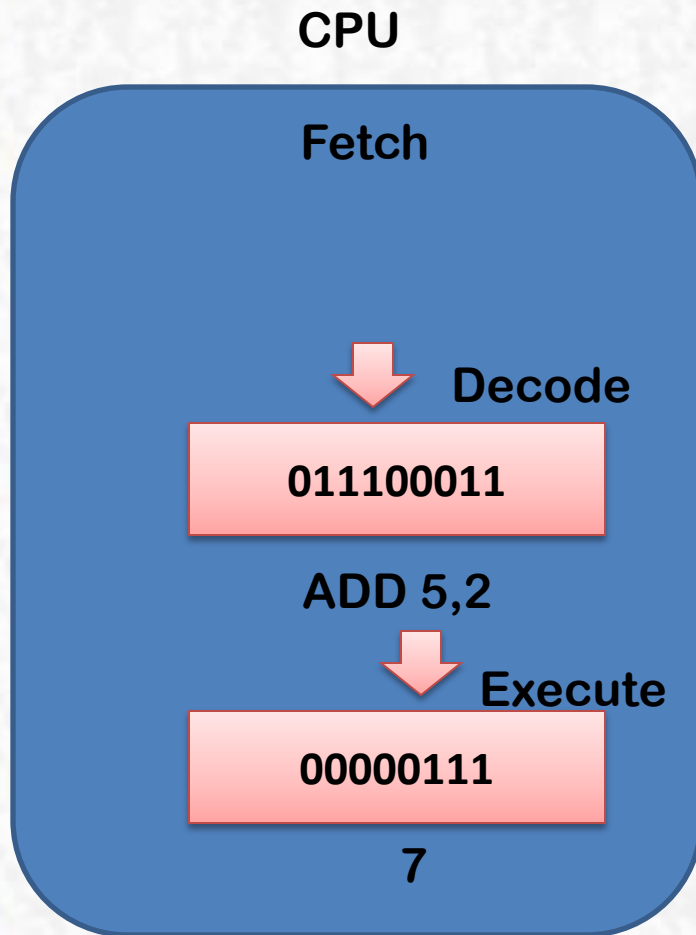 CPU
Fetch
Decode
011100011
ADD 5,2
Execute
00000111
7